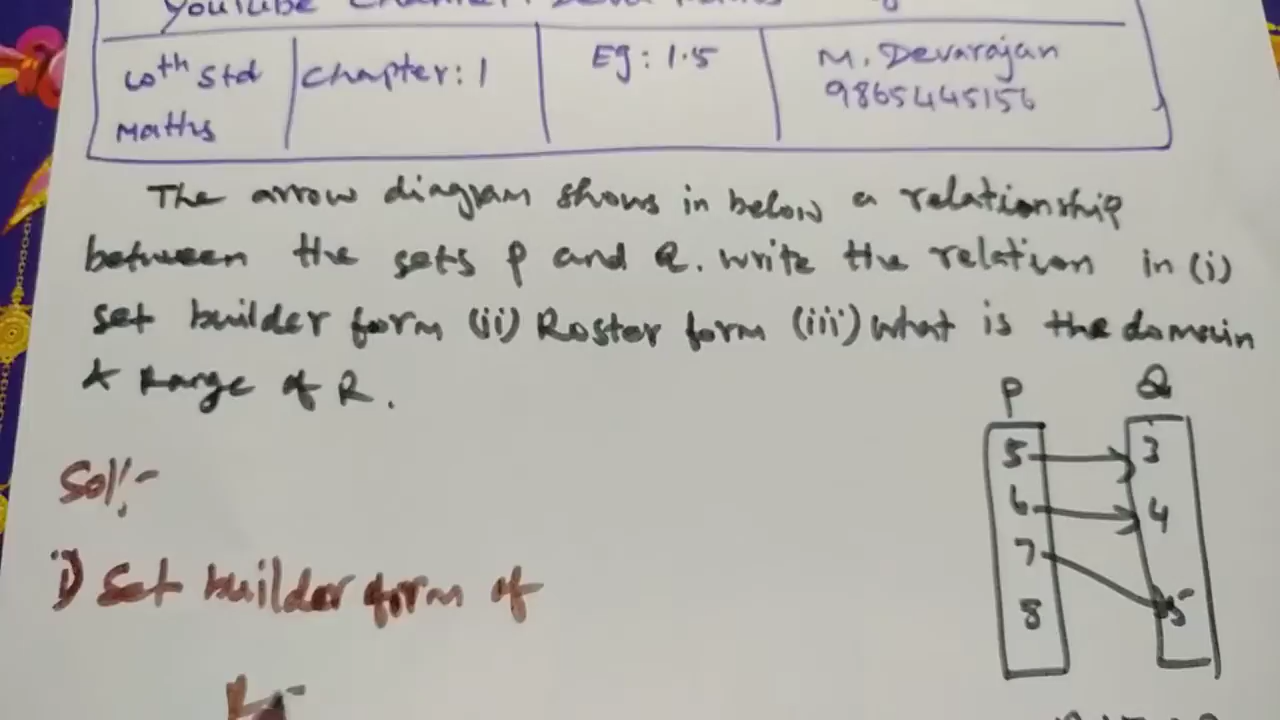 YouTube Channel:
10th Std
Maths
Chapter: 1
Eg: 1.5
M. Devarajan
9865445156
The arrow diagram shows in below a relationship
between the sets P and Q. write the relation in (i)
set builder form (ii) Roster form (iii) what is the domain
& Range of R.
P Q
5 3
6 4
7
8 5
Sol:-
i) Set builder form of